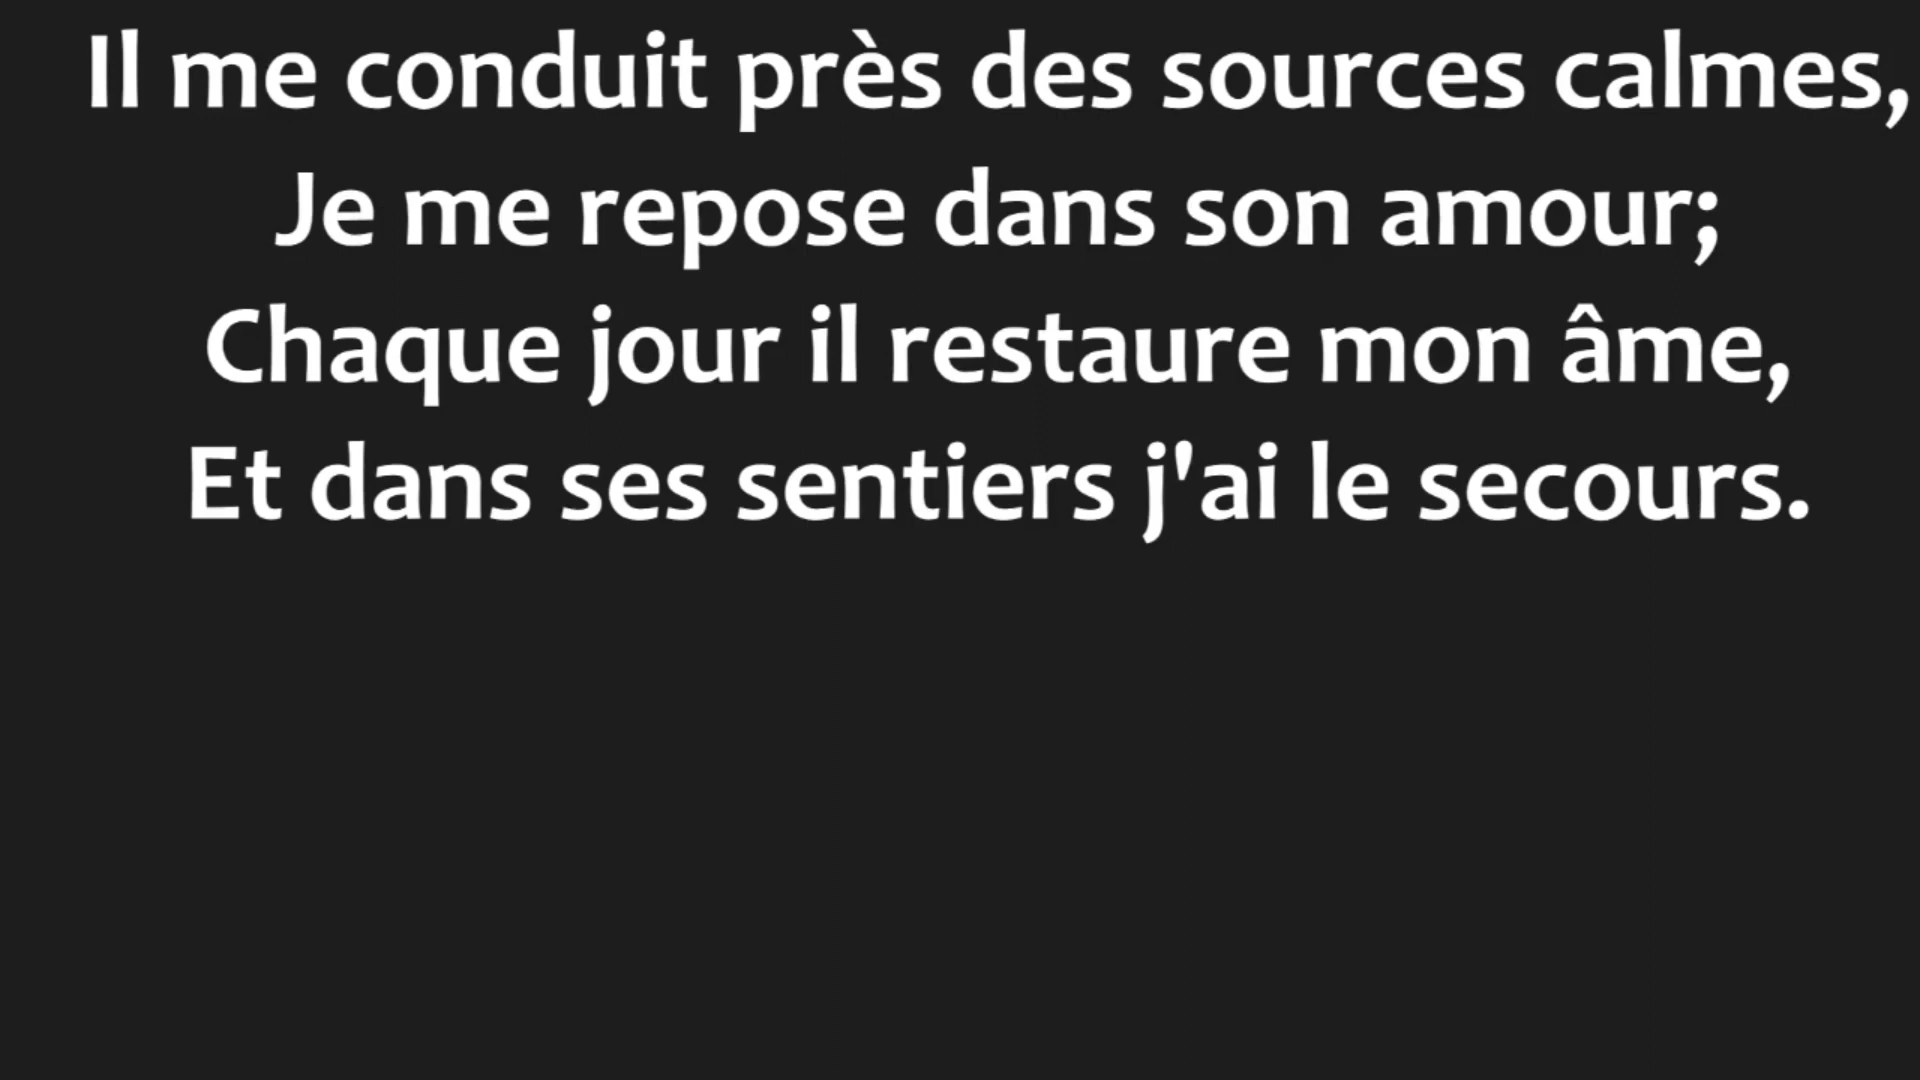 Il me conduit près des sources calmes,
Je me repose dans son amour;
Chaque jour il restaure mon âme,
Et dans ses sentiers j'ai le secours.